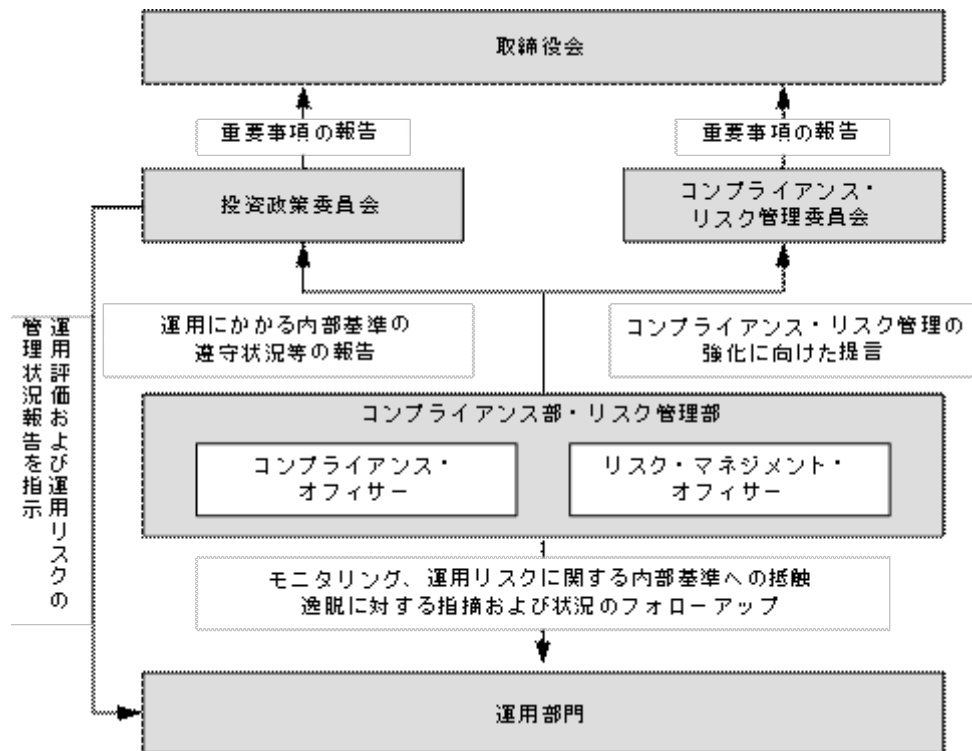 取締役会
重要事項の報告
重要事項の報告
投資政策委員会
コンプライアンス・
リスク管理委員会
運用にかかる内部基準の
遵守状況等の報告
コンプライアンス・リスク管理の
強化に向けた提言
運用評価および運用リスクの
管理状況報告を指示
コンプライアンス部・リスク管理部
コンプライアンス・
オフィサー
リスク・マネジメント・
オフィサー
モニタリング、運用リスクに関する内部基準への抵触
逸脱に対する指摘および状況のフォローアップ
運用部門